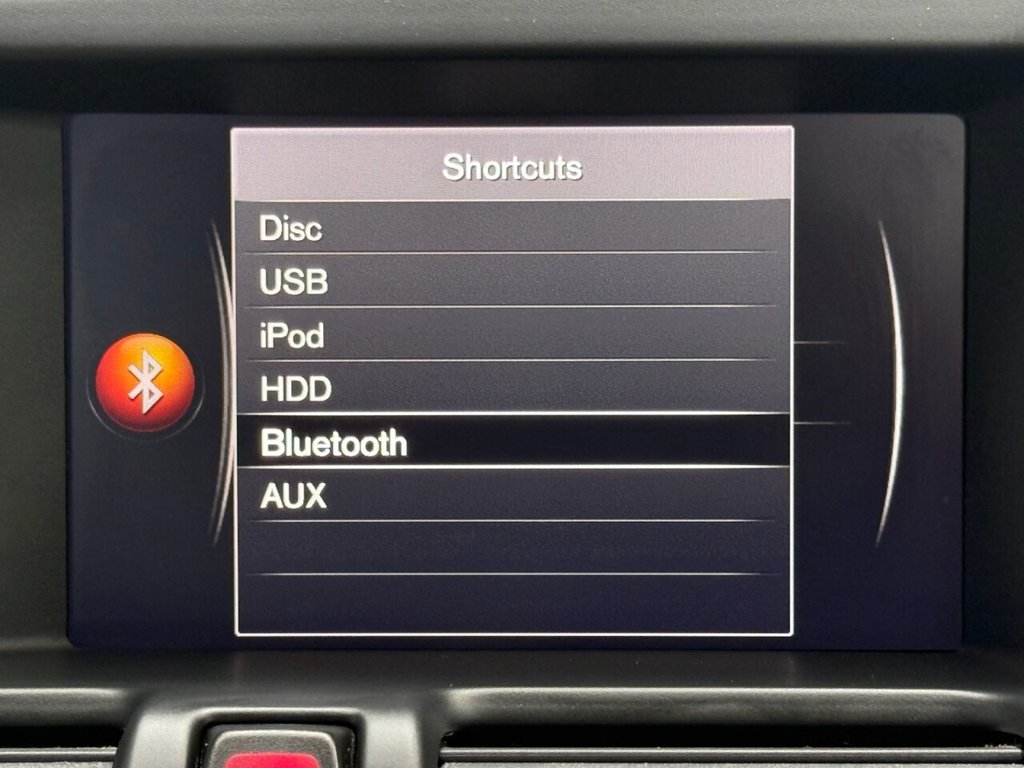 Shortcuts
Disc
USB
iPod
HDD
Bluetooth
AUX